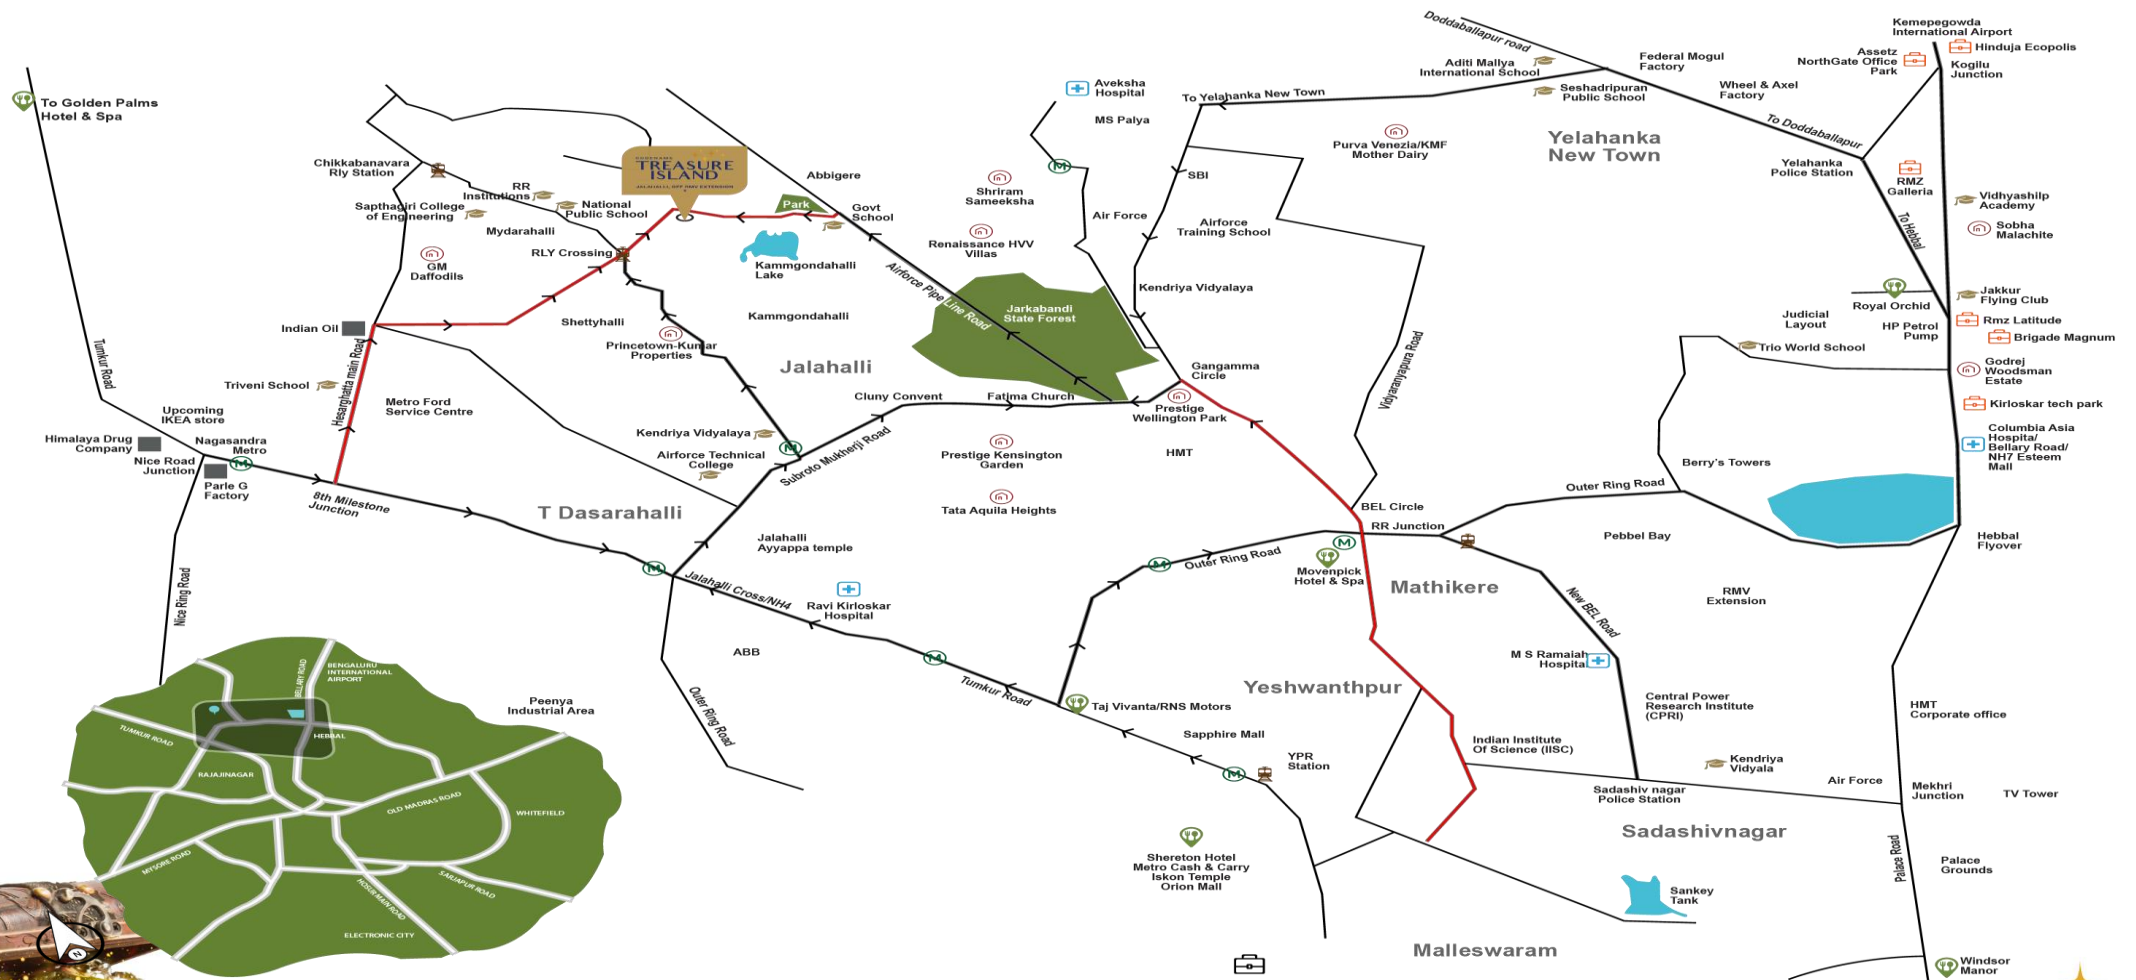 Kemepegowda
International Airport
Hinduja Ecopolis
Assetz
NorthGate Office
Park
Kogilu
Junction
Doddaballapur road
Aditi Mallya
International School
Federal Mogul
Factory
Seshadripuran
Public School
Wheel & Axel
Factory
To Doddaballapur
Yelahanka
New Town
Yelahanka
Police Station
RMZ
Galleria
To Hebbal
Vidhyashilp
Academy
Sobha
Malachite
Royal Orchid
Jakkur
Flying Club
Judicial
Layout
HP Petrol
Pump
Rmz Latitude
Brigade Magnum
Trio World School
Godrej
Woodsman
Estate
Kirloskar tech park
Columbia Asia
Hospital/
Bellary Road/
NH7 Esteem
Mall
Berry's Towers
Outer Ring Road
Pebbel Bay
Hebbal
Flyover
RMV
Extension
To Golden Palms
Hotel & Spa
Tumkur Road
Chikkabanavara
Rly Station
RR
Institutions
Sapthagiri College
of Engineering
National
Public School
Mydarahalli
RLY Crossing
GM
Daffodils
TREASURE
ISLAND
JALAHALLI, OFF RMV EXTENSION
Park
Abbigere
Govt
School
Kammgondahalli
Lake
Kammgondahalli
Airforce Pipe Line Road
Aveksha
Hospital
MS Palya
Shriram
Sameeksha
Renaissance HVV
Villas
Air Force
Jarkabandi
State Forest
To Yelahanka New Town
SBI
Airforce
Training School
Kendriya Vidyalaya
Purva Venezia/KMF
Mother Dairy
Vidyaranyapura Road
Indian Oil
Shettyhalli
Princetown-Kumar
Properties
Jalahalli
Triveni School
Hesarghatta main Road
Metro Ford
Service Centre
Upcoming
IKEA store
Himalaya Drug
Company
Nagasandra
Metro
Nice Road
Junction
Parle G
Factory
8th Milestone
Junction
Nice Ring Road
Kendriya Vidyalaya
Airforce Technical
College
Subroto Mukherji Road
Cluny Convent
Fatima Church
Gangamma
Circle
Prestige
Wellington Park
HMT
Prestige Kensington
Garden
Tata Aquila Heights
T Dasarahalli
Jalahalli
Ayyappa temple
Jalahalli Cross/NH4
Ravi Kirloskar
Hospital
ABB
Peenya
Industrial Area
Outer Ring Road
Tumkur Road
Taj Vivanta/RNS Motors
Sapphire Mall
YPR
Station
Outer Ring Road
BEL Circle
RR Junction
Movenpick
Hotel & Spa
Mathikere
New BEL Road
M S Ramaiah
Hospital
Yeshwanthpur
Central Power
Research Institute
(CPRI)
Indian Institute
Of Science (IISC)
Kendriya
Vidyala
Sadashiv nagar
Police Station
Air Force
HMT
Corporate office
Mekhri
Junction
TV Tower
Sadashivnagar
Palace Road
Palace
Grounds
Sankey
Tank
Shereton Hotel
Metro Cash & Carry
Iskon Temple
Orion Mall
Malleswaram
Windsor
Manor
BELLARY ROAD
BENGALURU
INTERNATIONAL
AIRPORT
TUMKUR ROAD
HEBBAL
RAJAJINAGAR
OLD MADRAS ROAD
WHITEFIELD
MYSORE ROAD
HOSUR MAIN ROAD
SARJAPUR ROAD
ELECTRONIC CITY
N